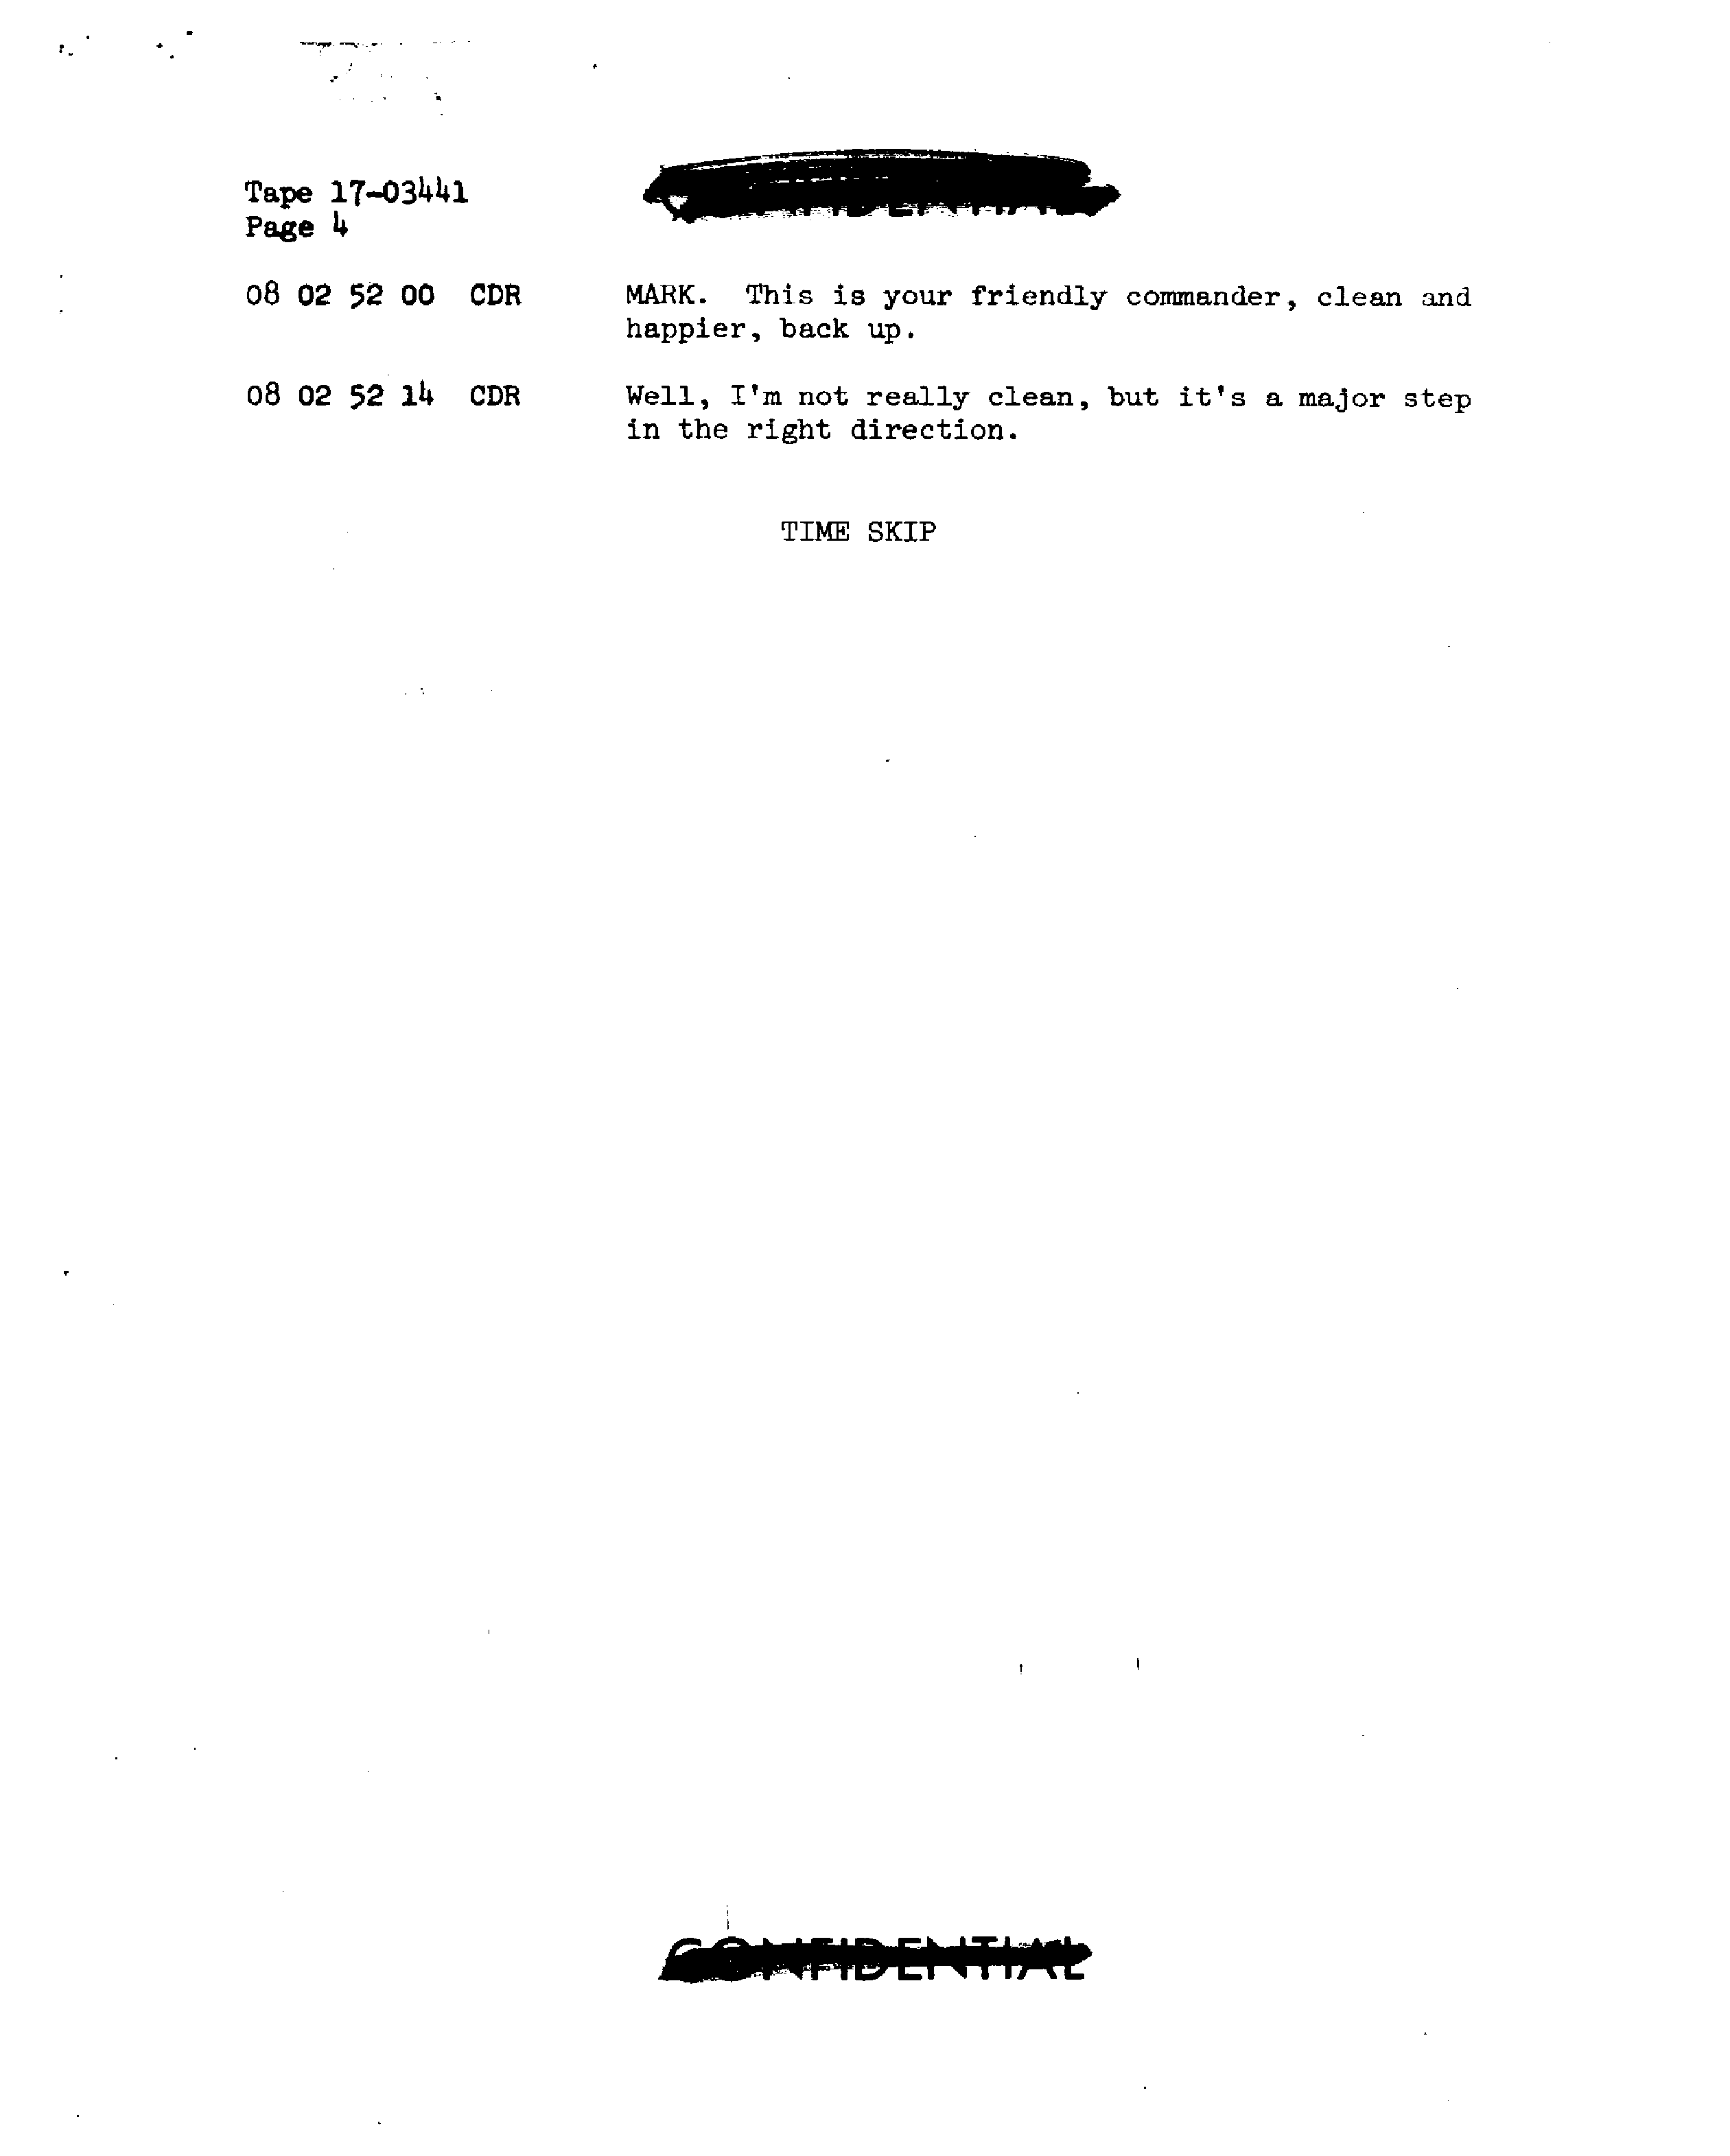 Tape 17-03441
Page 4
CONFIDENTIAL
08 02 52 00 CDR MARK. This is your friendly commander, clean and
happier, back up.
08 02 52 14 CDR Well, I'm not really clean, but it's a major step
in the right direction.
TIME SKIP
CONFIDENTIAL